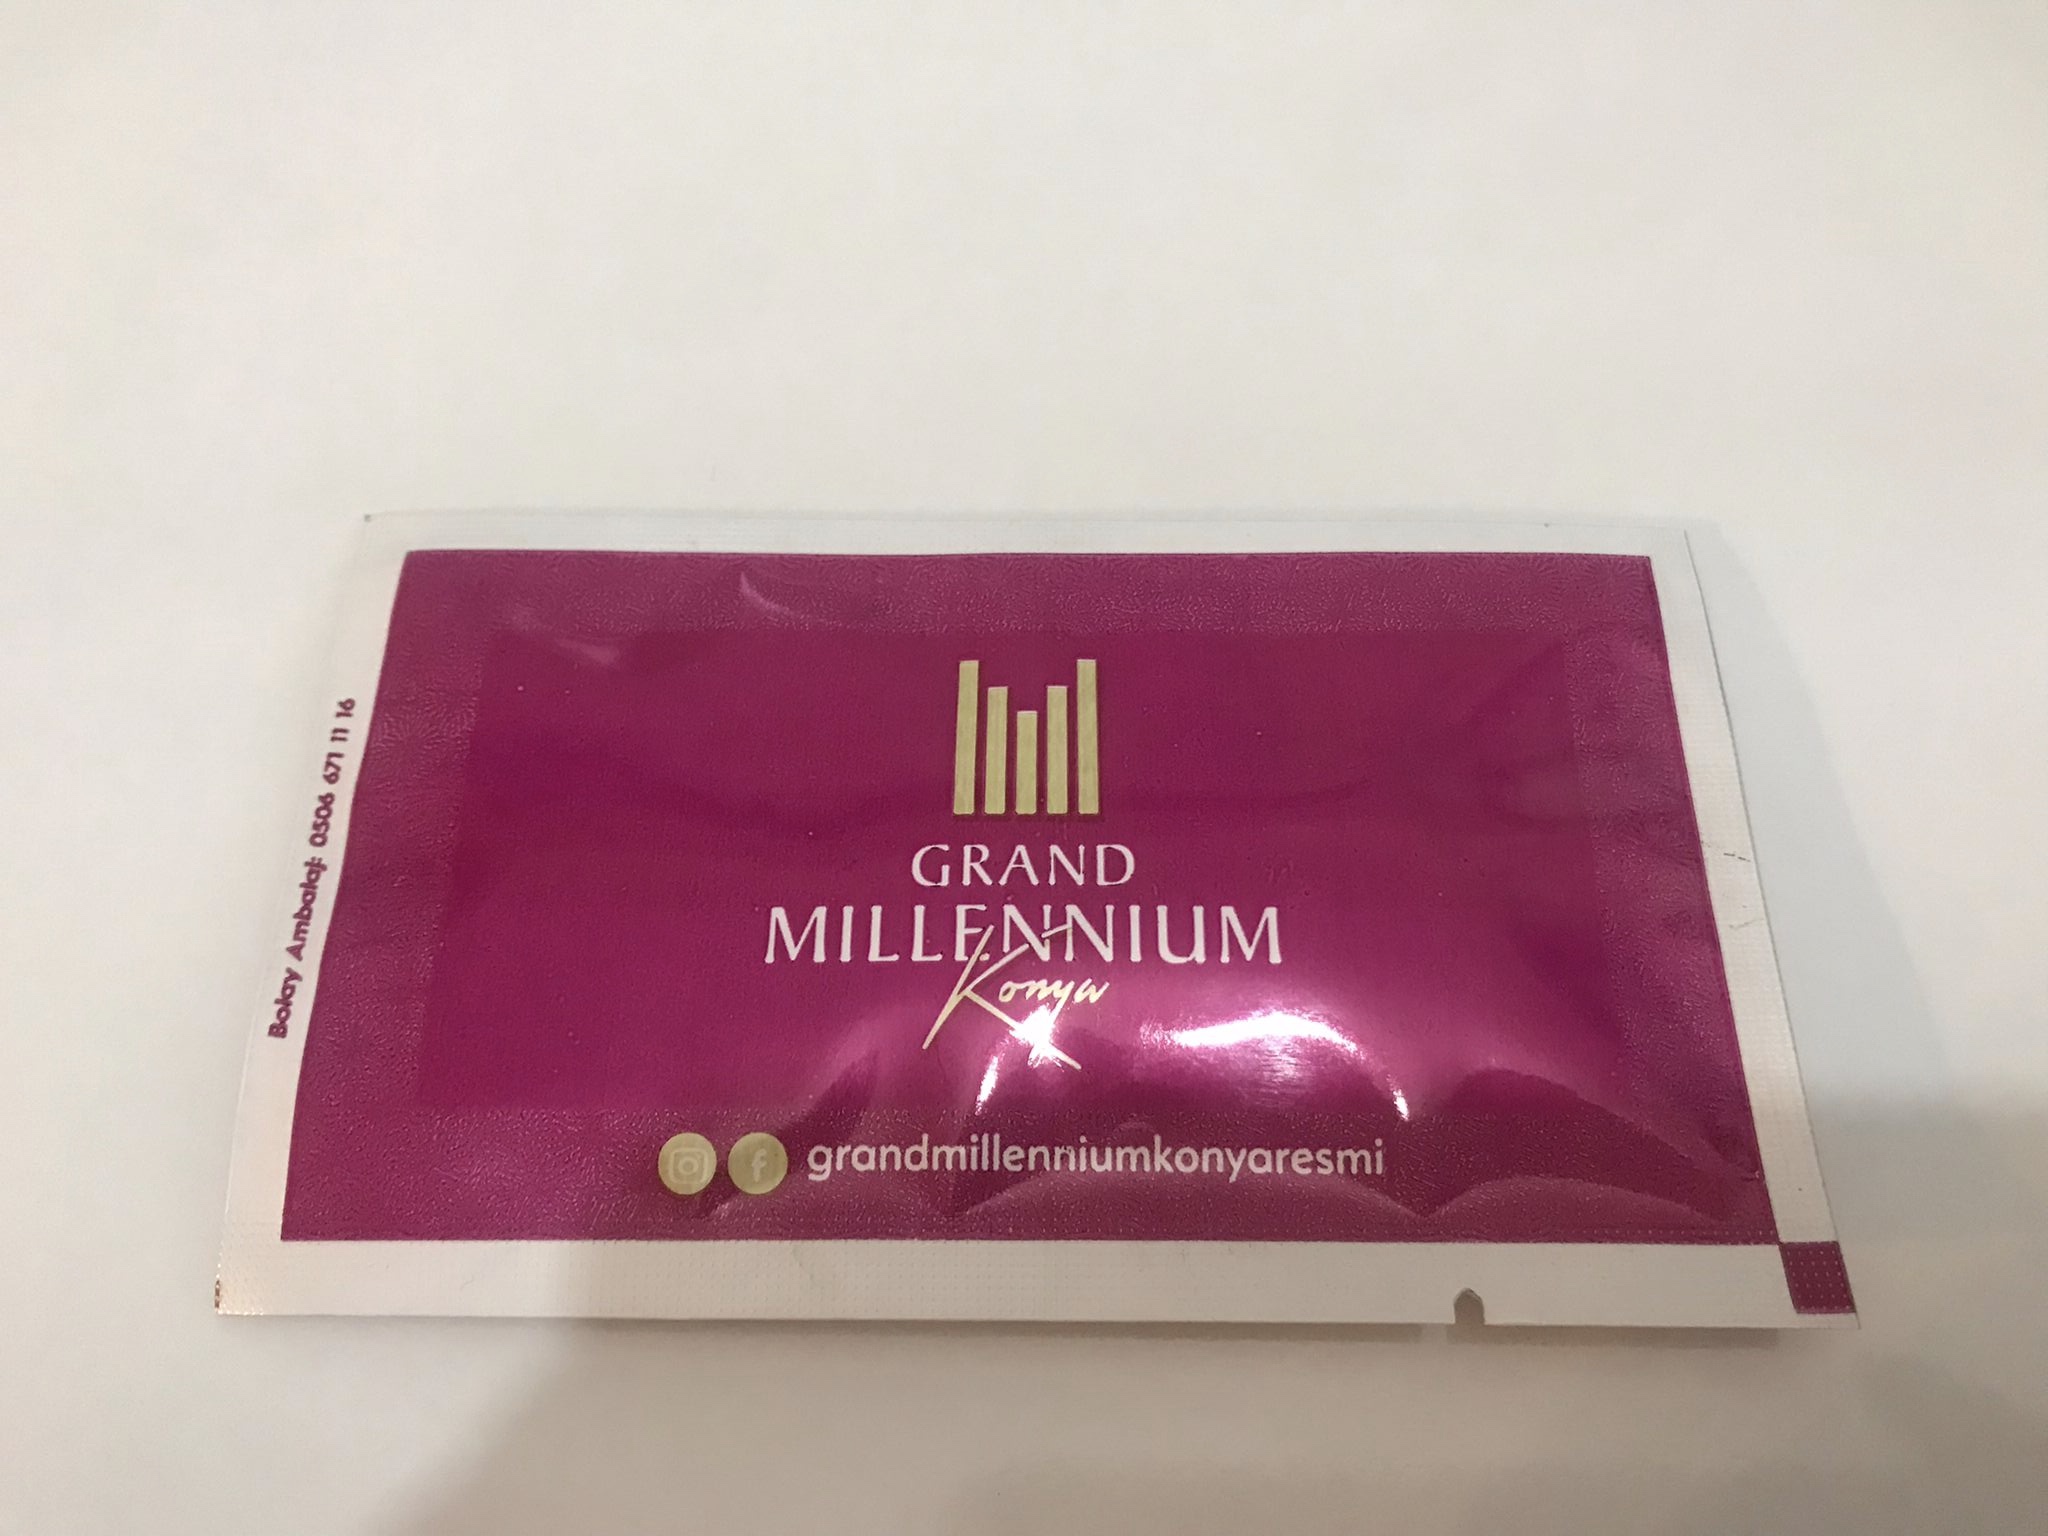 GRAND
MILLENNIUM
Konya
grandmillenniumkonyaresmi
Bolay Ambalaj: 0506 671 11 16